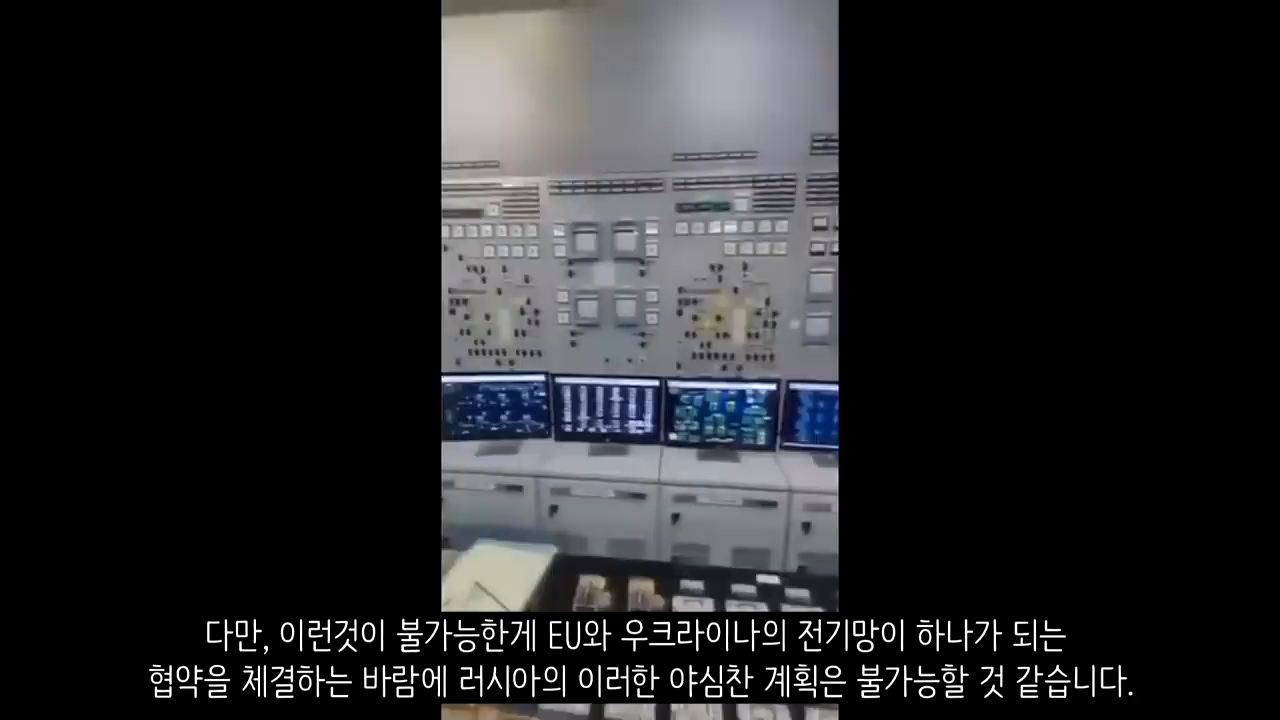 다만, 이런것이 불가능한게 EU와 우크라이나의 전기망이 하나가 되는
협약을 체결하는 바람에 러시아의 이러한 야심찬 계획은 불가능할 것 같습니다.